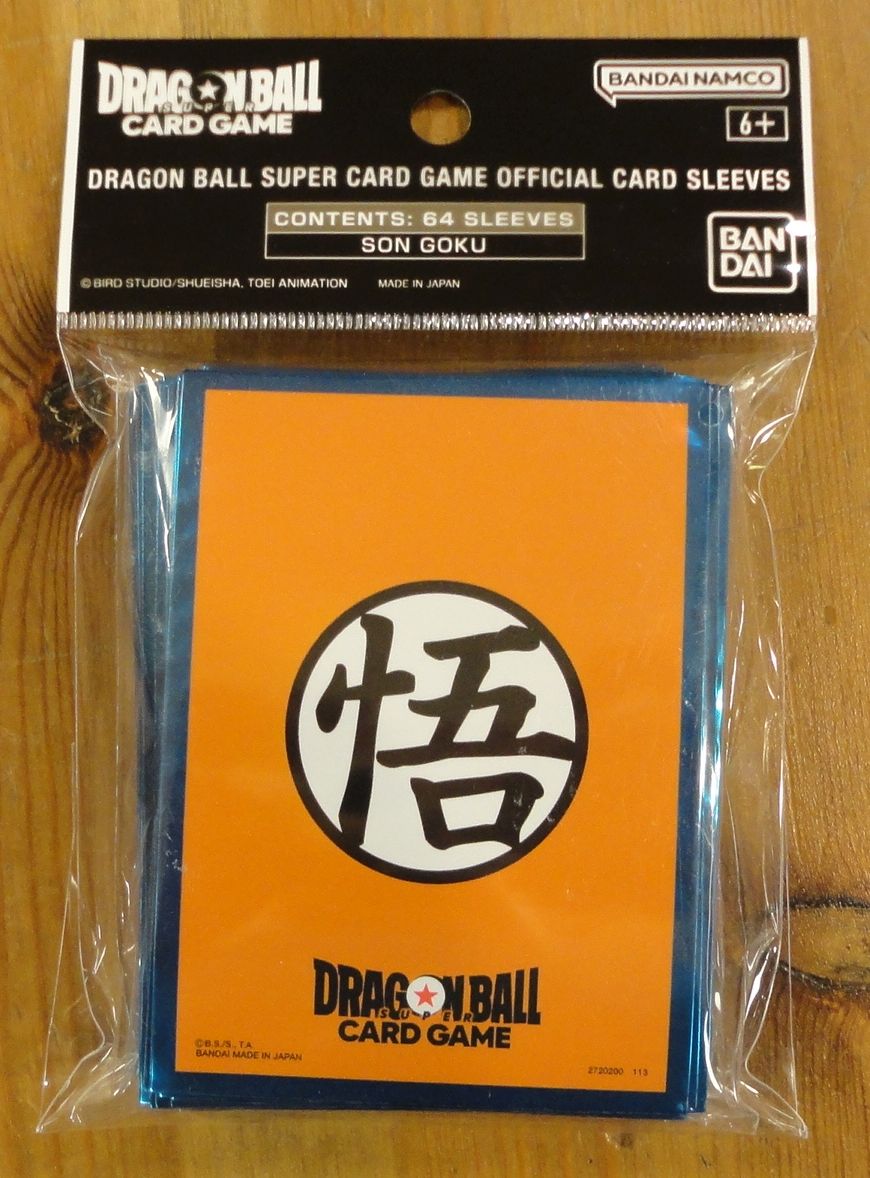 DRAGON BALL
SUPER
CARD GAME
BANDAI NAMCO
6+
DRAGON BALL SUPER CARD GAME OFFICIAL CARD SLEEVES
CONTENTS: 64 SLEEVES
SON GOKU
BAN
DAI
©BIRD STUDIO/SHUEISHA, TOEI ANIMATION MADE IN JAPAN
悟
DRAGON BALL
SUPER
CARD GAME
©B.S./S., T.A.
BANDAI MADE IN JAPAN
2720200 113